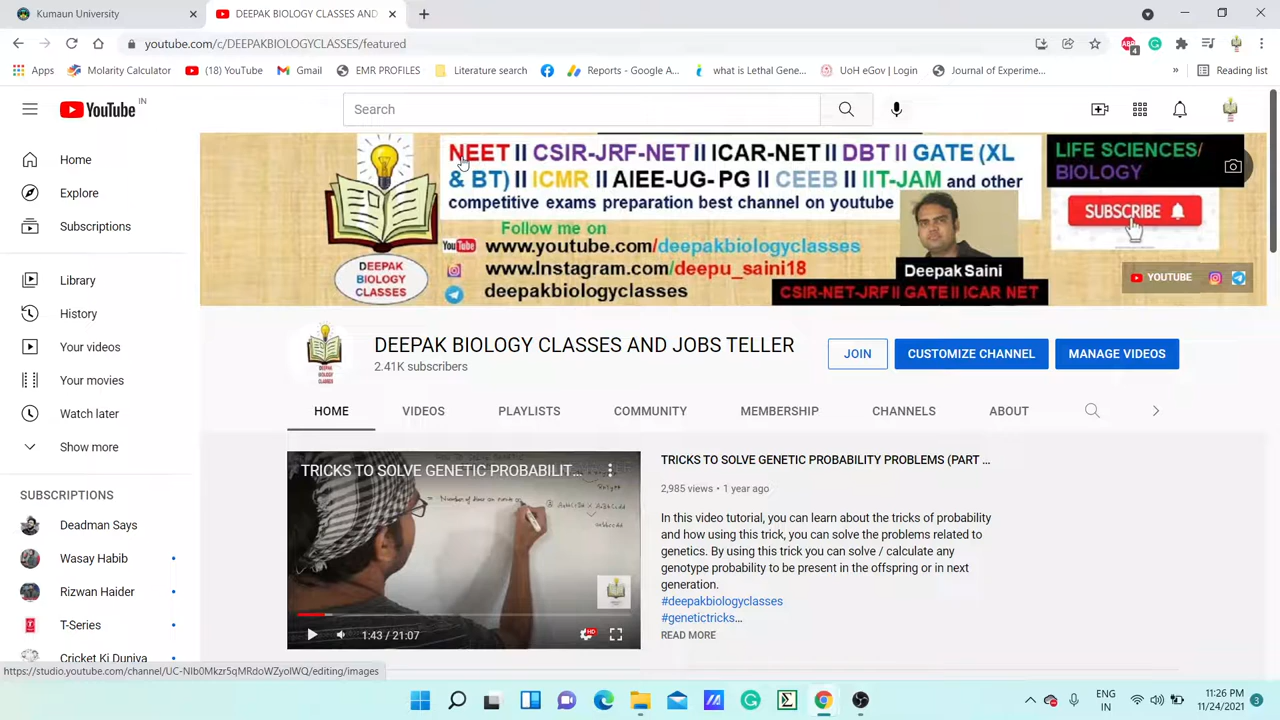 Kumaun University
DEEPAK BIOLOGY CLASSES AND
youtube.com/c/DEEPAKBIOLOGYCLASSES/featured
ABP
4
Apps
Molarity Calculator
(18) YouTube
Gmail
EMR PROFILES
Literature search
Reports - Google A...
what is Lethal Gene...
UoH eGov | Login
Journal of Experime...
»
Reading list
YouTube
IN
Search
NEET II CSIR-JRF-NET II ICAR-NET II DBT II GATE (XL
& BT) II ICMR II AIEE-UG- PG II CEEB II IIT-JAM and other
competitive exams preparation best channel on youtube
LIFE SCIENCES/
BIOLOGY
SUBSCRIBE
Follow me on
YouTube www.youtube.com/deepakbiologyclasses
www.Instagram.com/deepu_saini18
deepakbiologyclasses
DEEPAK
BIOLOGY
CLASSES
Deepak Saini
CSIR-NET-JRF II GATE II ICAR NET
YOUTUBE
Home
Explore
Subscriptions
Library
History
Your videos
Your movies
Watch later
Show more
SUBSCRIPTIONS
Deadman Says
Wasay Habib
Rizwan Haider
T-Series
Cricket Ki Duniya
DEEPAK BIOLOGY CLASSES AND JOBS TELLER
2.41K subscribers
JOIN
CUSTOMIZE CHANNEL
MANAGE VIDEOS
HOME
VIDEOS
PLAYLISTS
COMMUNITY
MEMBERSHIP
CHANNELS
ABOUT
TRICKS TO SOLVE GENETIC PROBABILIT...
1:43 / 21:07
HD
TRICKS TO SOLVE GENETIC PROBABILITY PROBLEMS (PART ...
2,985 views • 1 year ago
In this video tutorial, you can learn about the tricks of probability
and how using this trick, you can solve the problems related to
genetics. By using this trick you can solve / calculate any
genotype probability to be present in the offspring or in next
generation.
#deepakbiologyclasses
#genetictricks...
READ MORE
https://studio.youtube.com/channel/UC-NIb0Mkzr5qMRdoWZyolWQ/editing/images
ENG
IN
11:26 PM
11/24/2021
3